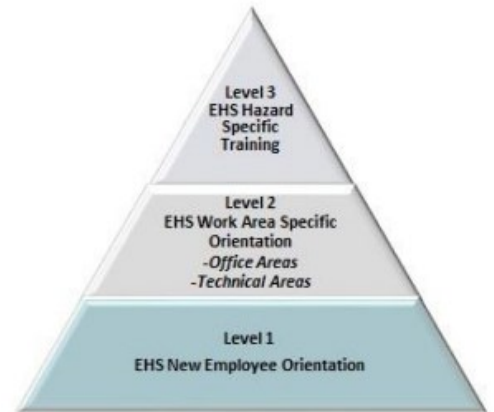 Level 3
EHS Hazard
Specific
Training
Level 2
EHS Work Area Specific
Orientation
-Office Areas
-Technical Areas
Level 1
EHS New Employee Orientation